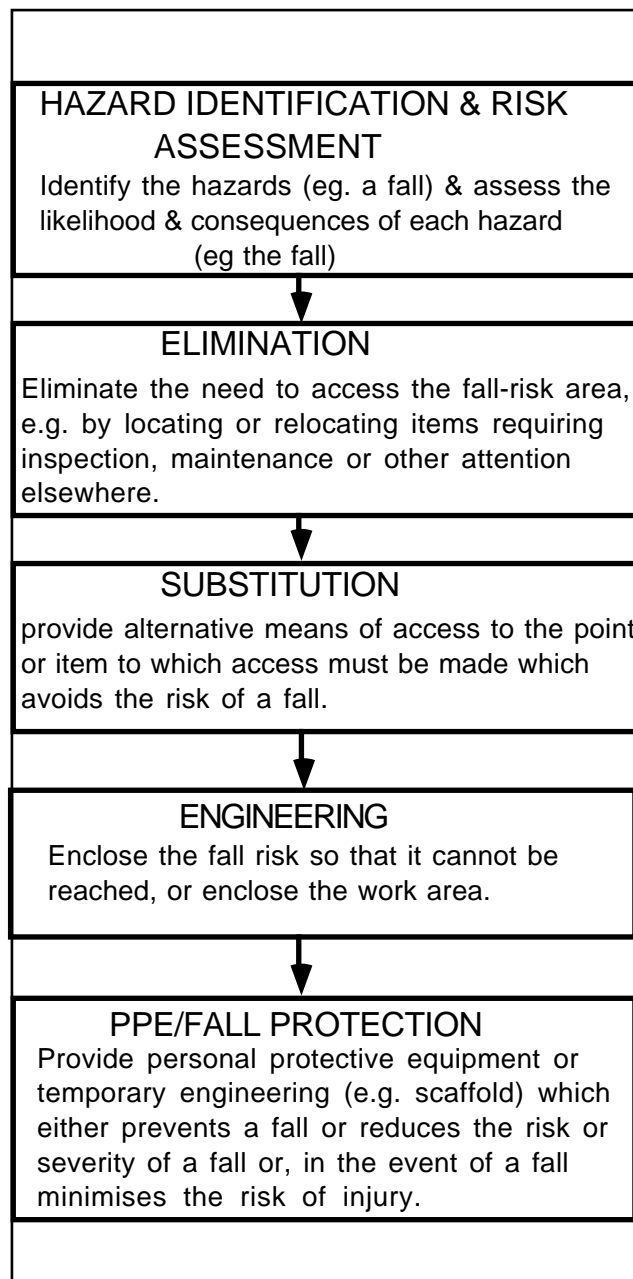 HAZARD IDENTIFICATION & RISK
ASSESSMENT
Identify the hazards (eg. a fall) & assess the
likelihood & consequences of each hazard
(eg the fall)
ELIMINATION
Eliminate the need to access the fall-risk area,
e.g. by locating or relocating items requiring
inspection, maintenance or other attention
elsewhere.
SUBSTITUTION
provide alternative means of access to the point
or item to which access must be made which
avoids the risk of a fall.
ENGINEERING
Enclose the fall risk so that it cannot be
reached, or enclose the work area.
PPE/FALL PROTECTION
Provide personal protective equipment or
temporary engineering (e.g. scaffold) which
either prevents a fall or reduces the risk or
severity of a fall or, in the event of a fall
minimises the risk of injury.